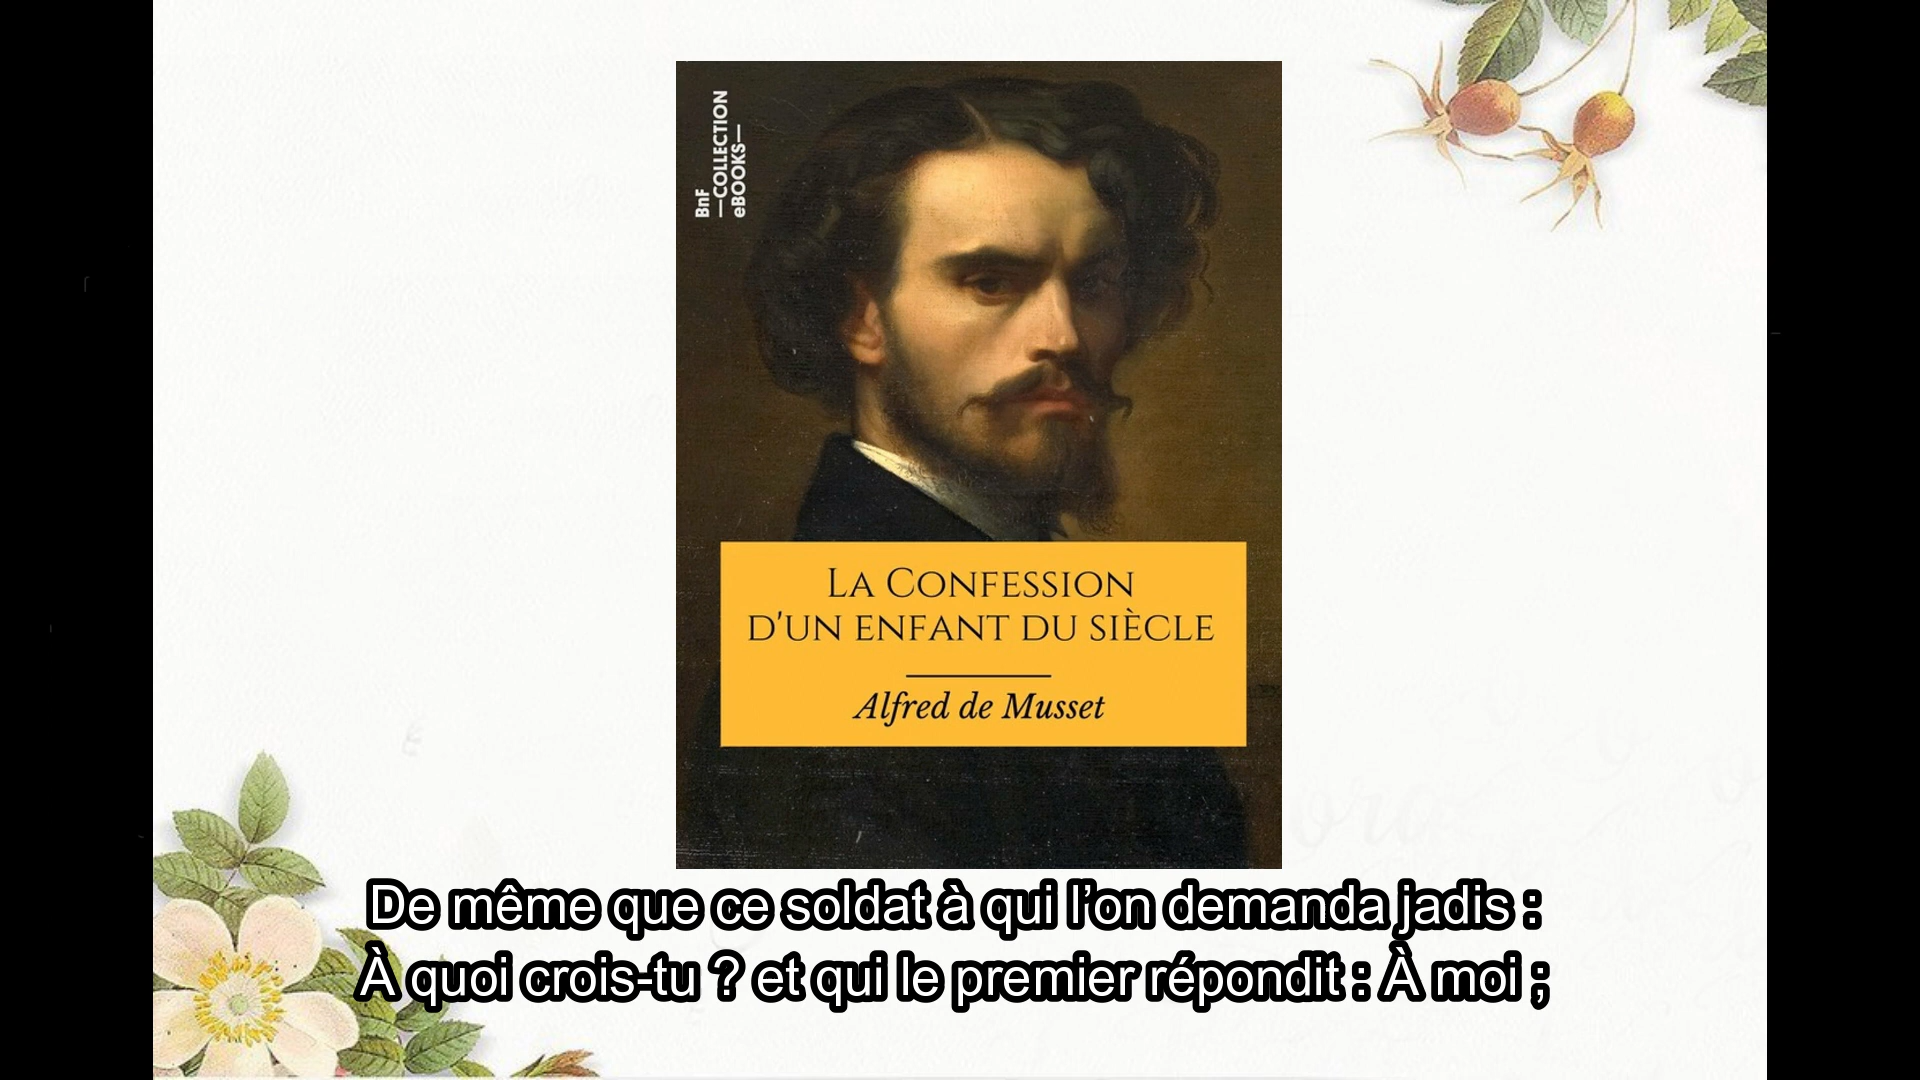 BnF
—COLLECTION
eBOOKS—
La Confession
d'un enfant du siècle
Alfred de Musset
De même que ce soldat à qui l'on demanda jadis :
À quoi crois-tu ? et qui le premier répondit : À moi ;